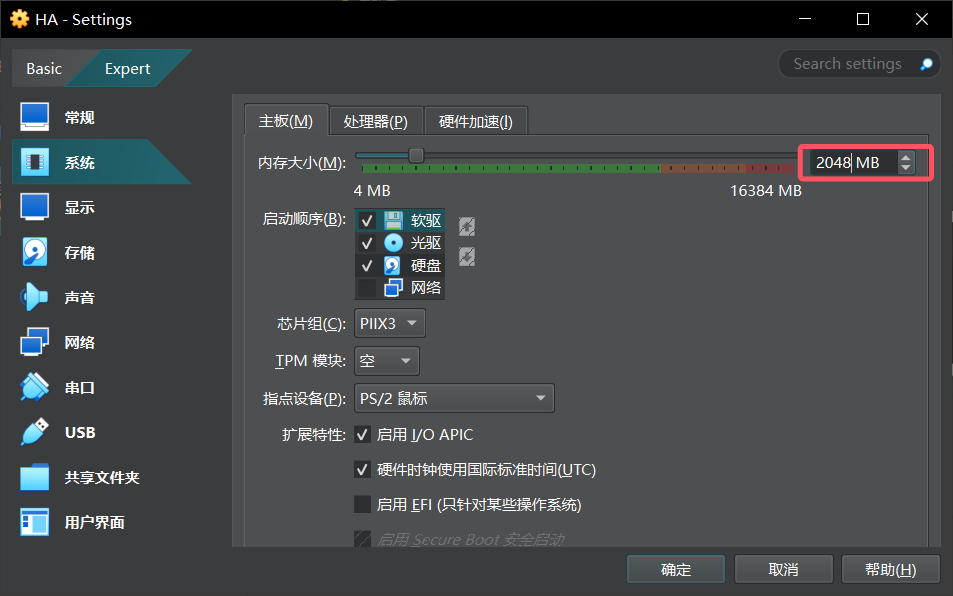 HA - Settings
Basic
Expert
Search settings
常规
系统
显示
存储
声音
网络
串口
USB
共享文件夹
用户界面
主板(M)
处理器(P)
硬件加速(I)
内存大小(M):
2048 MB
4 MB
16384 MB
启动顺序(B):
软驱
光驱
硬盘
网络
芯片组(C):
PIIX3
TPM 模块:
空
指点设备(P):
PS/2 鼠标
扩展特性:
启用 I/O APIC
硬件时钟使用国际标准时间(UTC)
启用 EFI (只针对某些操作系统)
启用 Secure Boot 安全启动
确定
取消
帮助(H)